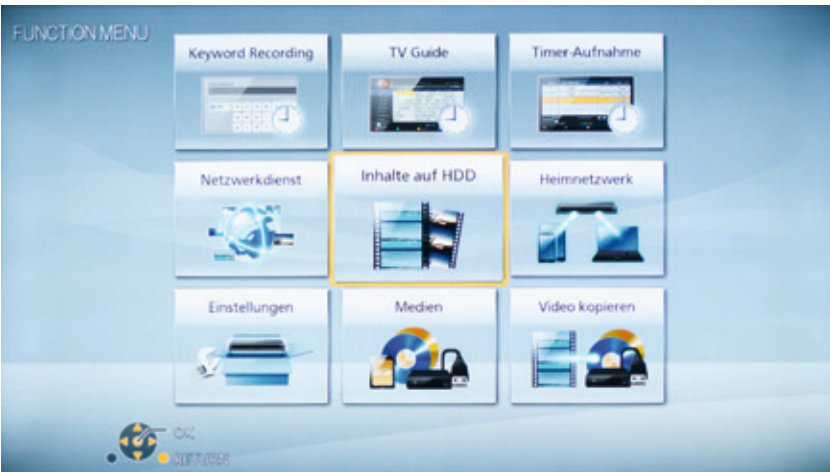 FUNCTION MENU
Keyword Recording
TV Guide
Timer-Aufnahme
Netzwerkdienst
Inhalte auf HDD
Heimnetzwerk
Einstellungen
Medien
Video kopieren
OK
RETURN